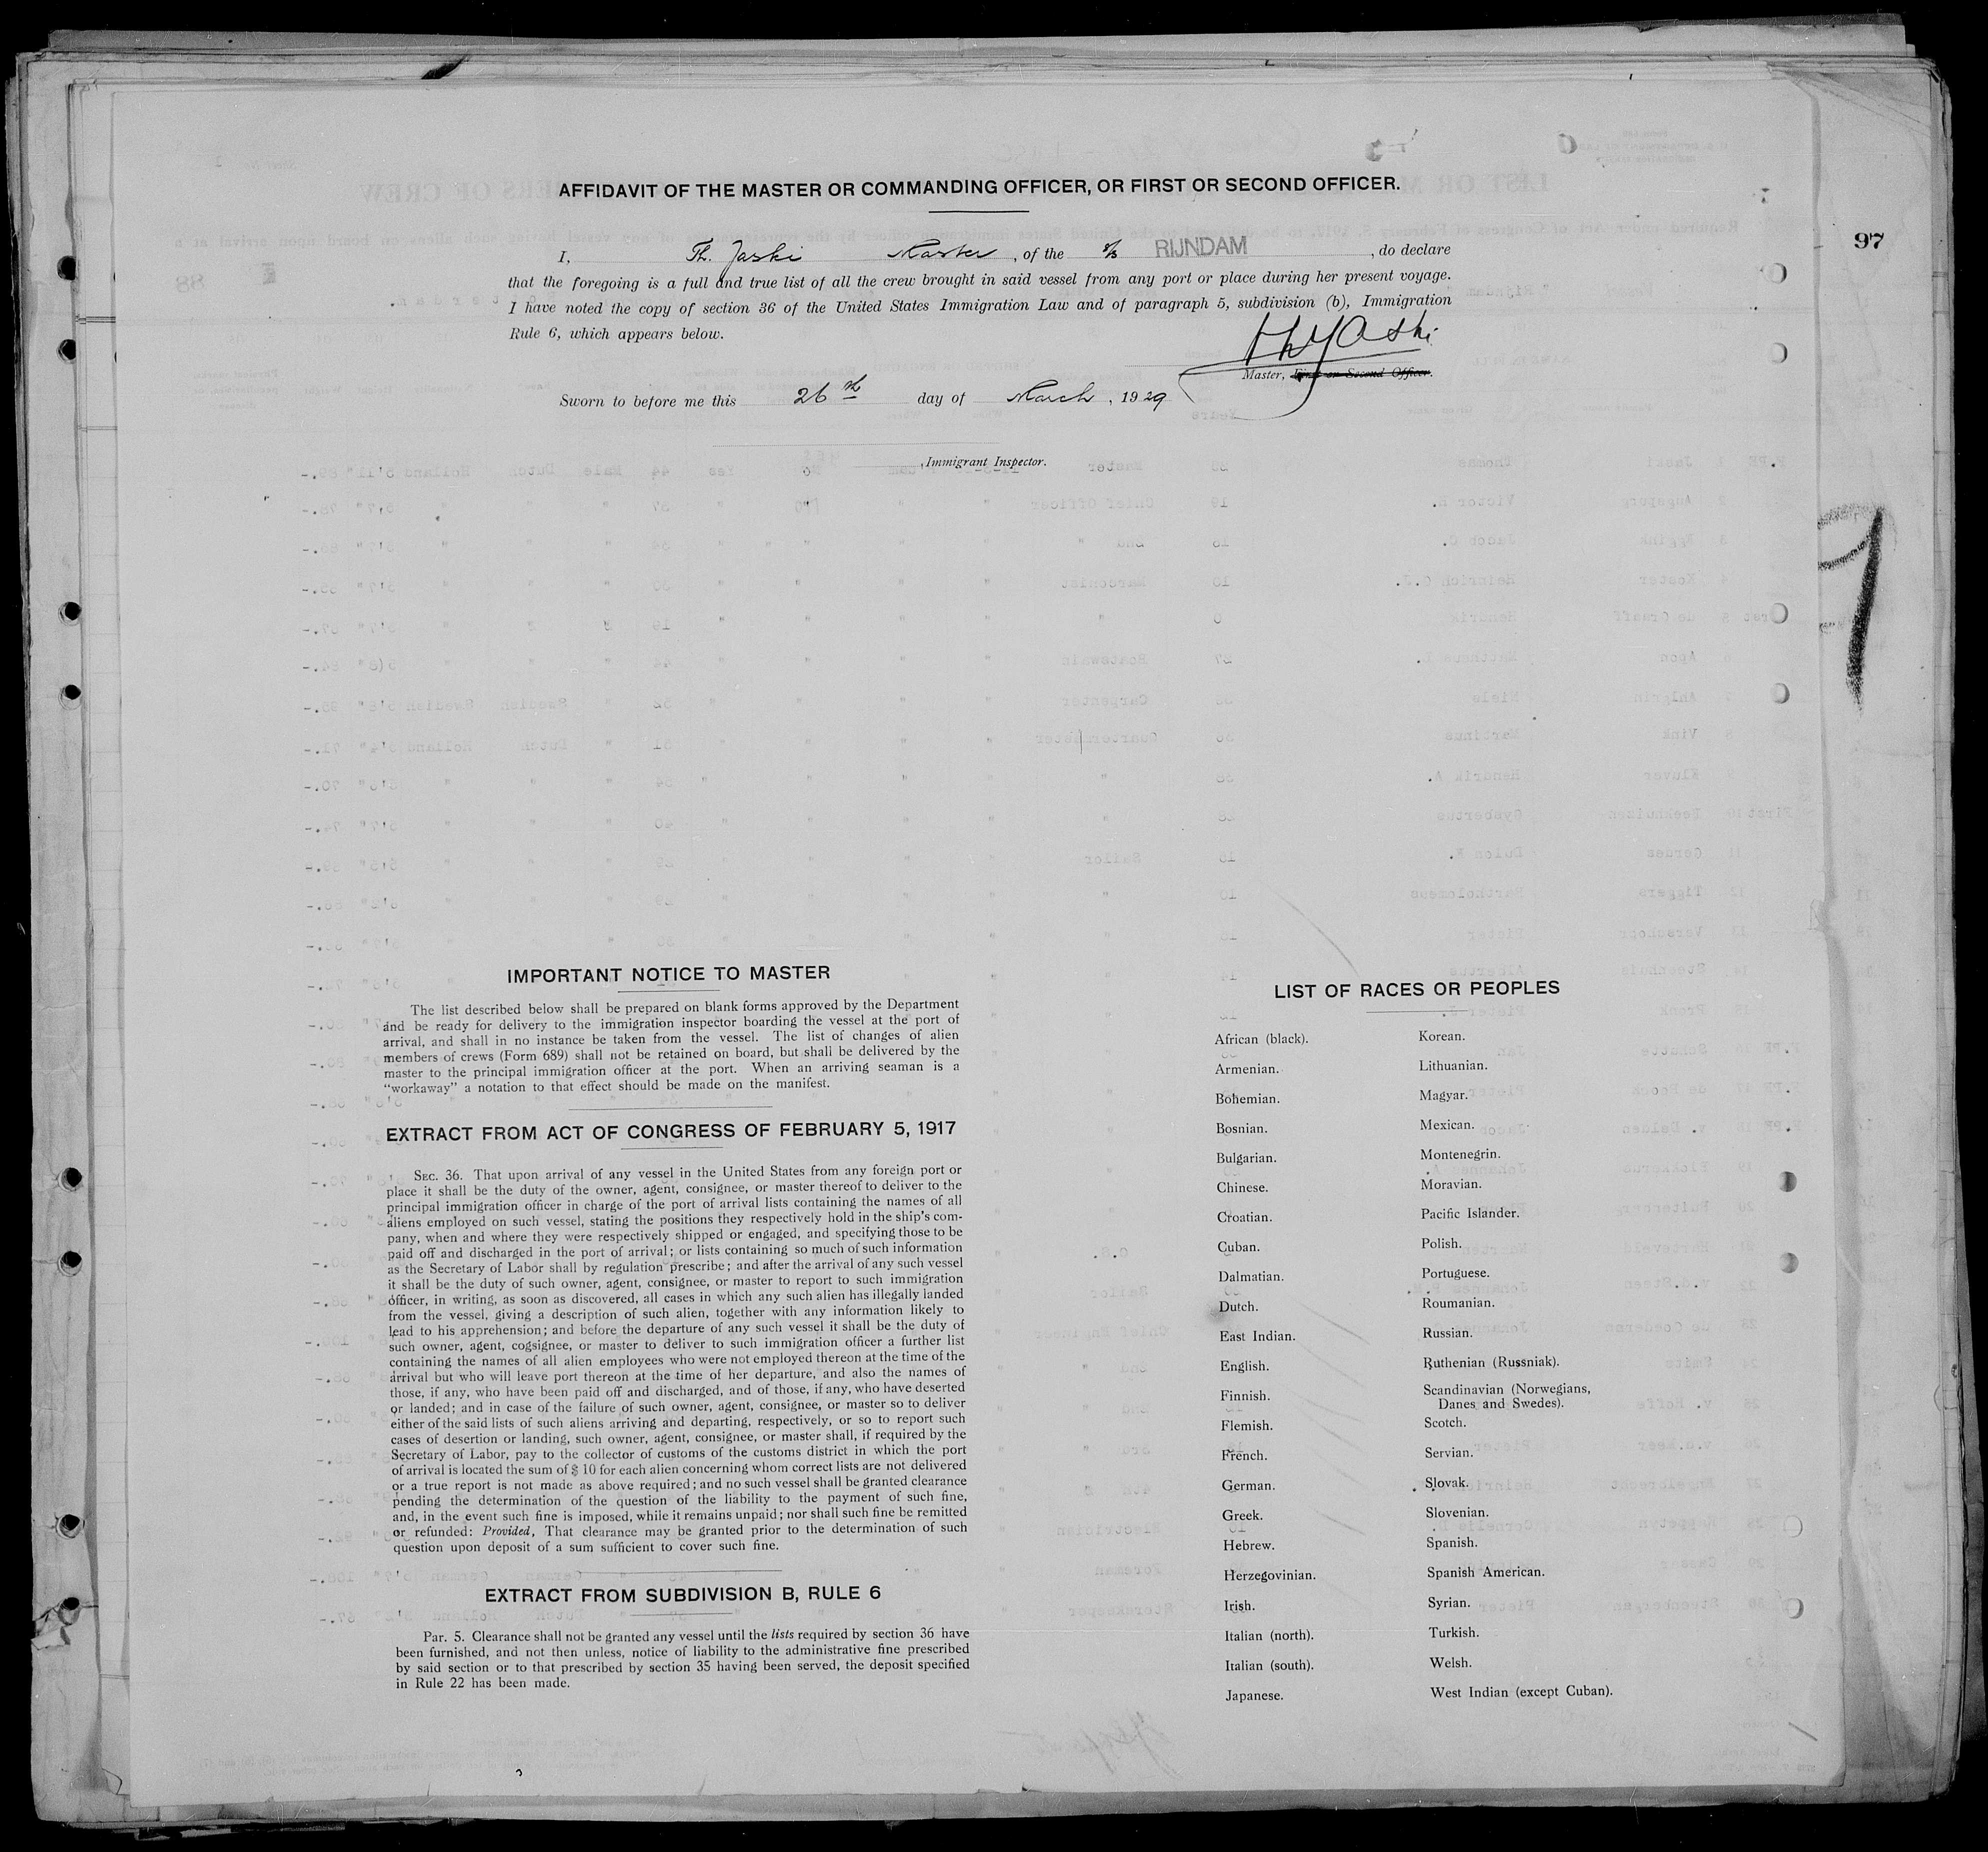 AFFIDAVIT OF THE MASTER OR COMMANDING OFFICER, OR FIRST OR SECOND OFFICER.
I, Th. Jaski Master, of the s/s RIJNDAM, do declare
that the foregoing is a full and true list of all the crew brought in said vessel from any port or place during her present voyage.
I have noted the copy of section 36 of the United States Immigration Law and of paragraph 5, subdivision (b), Immigration
Rule 6, which appears below.
ThJaski
Master, First or Second Officer.
Sworn to before me this 26th day of March, 1929
, Immigrant Inspector.
97
IMPORTANT NOTICE TO MASTER
The list described below shall be prepared on blank forms approved by the Department
and be ready for delivery to the immigration inspector boarding the vessel at the port of
arrival, and shall in no instance be taken from the vessel. The list of changes of alien
members of crews (Form 689) shall not be retained on board, but shall be delivered by the
master to the principal immigration officer at the port. When an arriving seaman is a
“workaway” a notation to that effect should be made on the manifest.
EXTRACT FROM ACT OF CONGRESS OF FEBRUARY 5, 1917
SEC. 36. That upon arrival of any vessel in the United States from any foreign port or
place it shall be the duty of the owner, agent, consignee, or master thereof to deliver to the
principal immigration officer in charge of the port of arrival lists containing the names of all
aliens employed on such vessel, stating the positions they respectively hold in the ship's com-
pany, when and where they were respectively shipped or engaged, and specifying those to be
paid off and discharged in the port of arrival; or lists containing so much of such information
as the Secretary of Labor shall by regulation prescribe; and after the arrival of any such vessel
it shall be the duty of such owner, agent, consignee, or master to report to such immigration
officer, in writing, as soon as discovered, all cases in which any such alien has illegally landed
from the vessel, giving a description of such alien, together with any information likely to
lead to his apprehension; and before the departure of any such vessel it shall be the duty of
such owner, agent, cogsignee, or master to deliver to such immigration officer a further list
containing the names of all alien employees who were not employed thereon at the time of the
arrival but who will leave port thereon at the time of her departure, and also the names of
those, if any, who have been paid off and discharged, and of those, if any, who have deserted
or landed; and in case of the failure of such owner, agent, consignee, or master so to deliver
either of the said lists of such aliens arriving and departing, respectively, or so to report such
cases of desertion or landing, such owner, agent, consignee, or master shall, if required by the
Secretary of Labor, pay to the collector of customs of the customs district in which the port
of arrival is located the sum of $ 10 for each alien concerning whom correct lists are not delivered
or a true report is not made as above required; and no such vessel shall be granted clearance
pending the determination of the question of the liability to the payment of such fine,
and, in the event such fine is imposed, while it remains unpaid; nor shall such fine be remitted
or refunded: Provided, That clearance may be granted prior to the determination of such
question upon deposit of a sum sufficient to cover such fine.
EXTRACT FROM SUBDIVISION B, RULE 6
Par. 5. Clearance shall not be granted any vessel until the lists required by section 36 have
been furnished, and not then unless, notice of liability to the administrative fine prescribed
by said section or to that prescribed by section 35 having been served, the deposit specified
in Rule 22 has been made.
LIST OF RACES OR PEOPLES
African (black).
Armenian.
Bohemian.
Bosnian.
Bulgarian.
Chinese.
Croatian.
Cuban.
Dalmatian.
Dutch.
East Indian.
English.
Finnish.
Flemish.
French.
German.
Greek.
Hebrew.
Herzegovinian.
Irish.
Italian (north).
Italian (south).
Japanese.
Korean.
Lithuanian.
Magyar.
Mexican.
Montenegrin.
Moravian.
Pacific Islander.
Polish.
Portuguese.
Roumanian.
Russian.
Ruthenian (Russniak).
Scandinavian (Norwegians,
Danes and Swedes).
Scotch.
Servian.
Slovak.
Slovenian.
Spanish.
Spanish American.
Syrian.
Turkish.
Welsh.
West Indian (except Cuban).